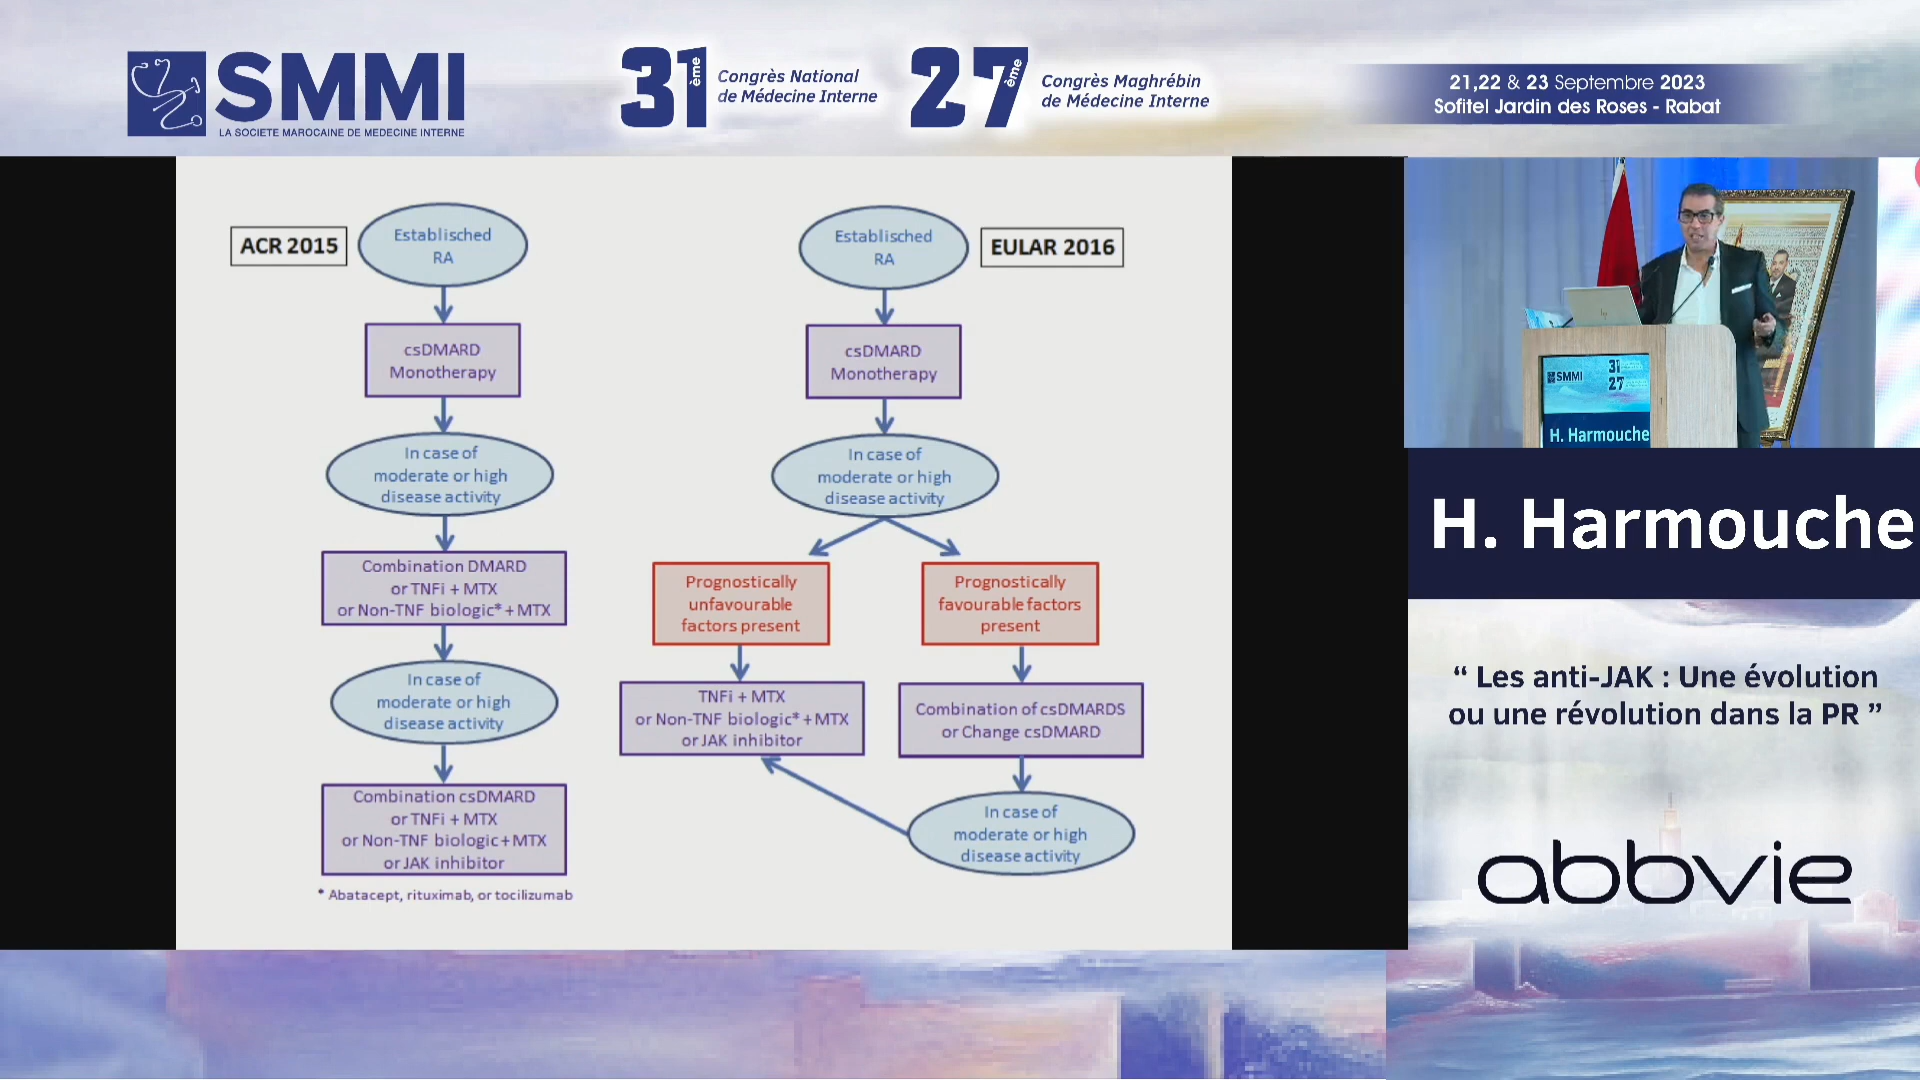 SMMI
LA SOCIETE MAROCAINE DE MEDECINE INTERNE
31ème
Congrès National
de Médecine Interne
27ème
Congrès Maghrébin
de Médecine Interne
21,22 & 23 Septembre 2023
Sofitel Jardin des Roses - Rabat
ACR 2015
Establisched
RA
csDMARD
Monotherapy
In case of
moderate or high
disease activity
Combination DMARD
or TNFi + MTX
or Non-TNF biologic* + MTX
In case of
moderate or high
disease activity
Combination csDMARD
or TNFi + MTX
or Non-TNF biologic + MTX
or JAK inhibitor
* Abatacept, rituximab, or tocilizumab
Establisched
RA
EULAR 2016
csDMARD
Monotherapy
In case of
moderate or high
disease activity
Prognostically
unfavourable
factors present
Prognostically
favourable factors
present
TNFi + MTX
or Non-TNF biologic* + MTX
or JAK inhibitor
Combination of csDMARDS
or Change csDMARD
In case of
moderate or high
disease activity
SMMI
31
27
H. Harmouche
H. Harmouche
“ Les anti-JAK : Une évolution
ou une révolution dans la PR ”
abbvie